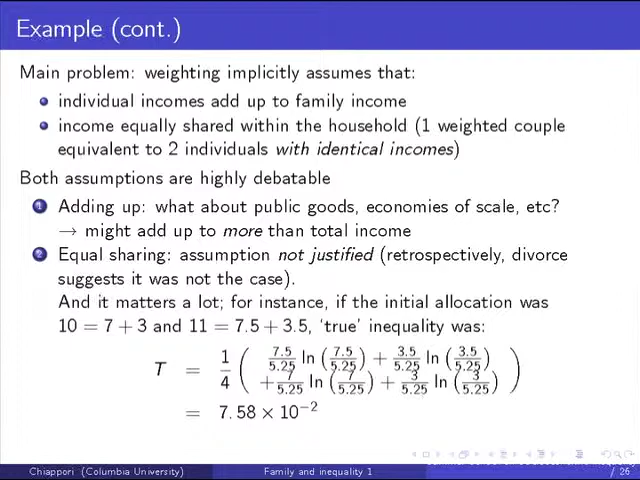 Example (cont.)
Main problem: weighting implicitly assumes that:
individual incomes add up to family income
income equally shared within the household (1 weighted couple
equivalent to 2 individuals with identical incomes)
Both assumptions are highly debatable
1 Adding up: what about public goods, economies of scale, etc?
→ might add up to more than total income
2 Equal sharing: assumption not justified (retrospectively, divorce
suggests it was not the case).
And it matters a lot; for instance, if the initial allocation was
10 = 7 + 3 and 11 = 7.5 + 3.5, 'true' inequality was:
T = 1/4 ( 7.5/5.25 ln (7.5/5.25) + 3.5/5.25 ln (3.5/5.25)
+ 7/5.25 ln (7/5.25) + 3/5.25 ln (3/5.25) )
= 7.58 × 10⁻²
Chiappori (Columbia University) Family and inequality 1 / 26